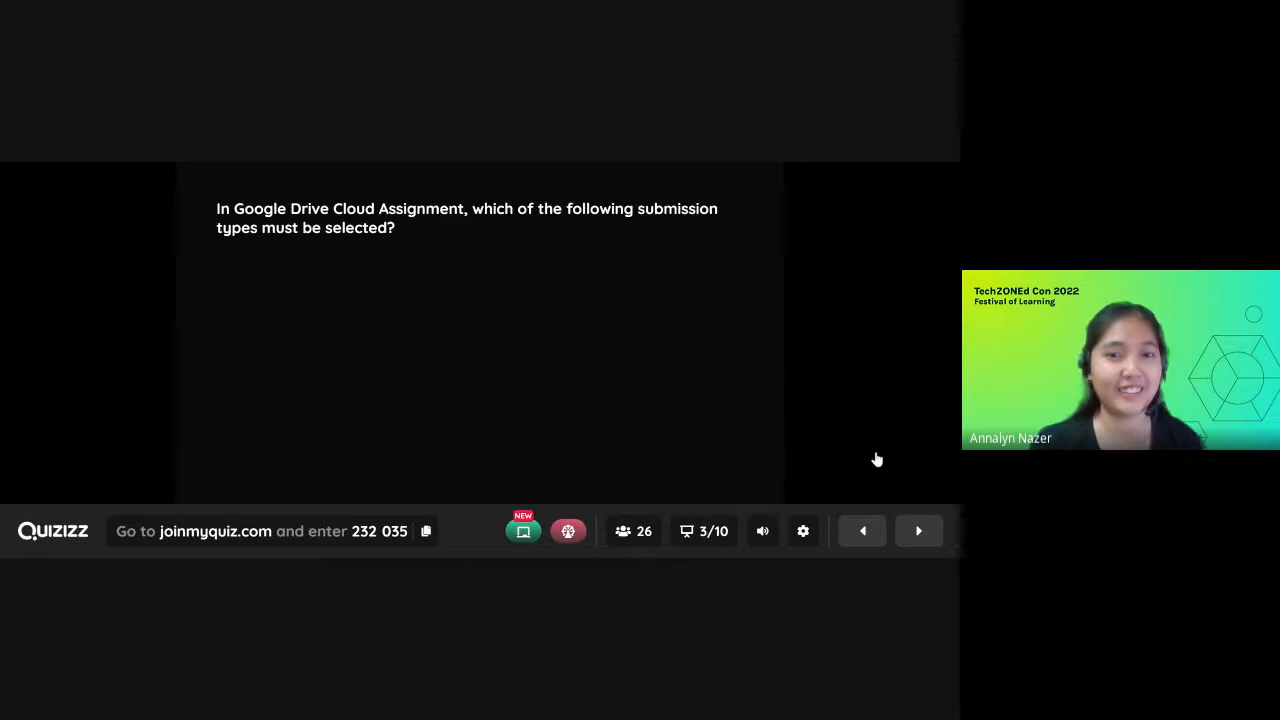 In Google Drive Cloud Assignment, which of the following submission
types must be selected?
TechZONEd Con 2022
Festival of Learning
Annalyn Nazer
QUIZIZZ
Go to joinmyquiz.com and enter 232 035
NEW
26
3/10